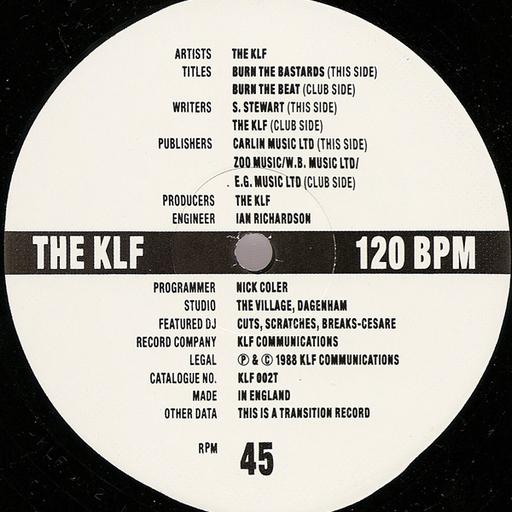 ARTISTS THE KLF
TITLES BURN THE BASTARDS (THIS SIDE)
BURN THE BEAT (CLUB SIDE)
WRITERS S. STEWART (THIS SIDE)
THE KLF (CLUB SIDE)
PUBLISHERS CARLIN MUSIC LTD (THIS SIDE)
ZOO MUSIC/W.B. MUSIC LTD/
E.G. MUSIC LTD (CLUB SIDE)
PRODUCERS THE KLF
ENGINEER IAN RICHARDSON
THE KLF 120 BPM
PROGRAMMER NICK COLER
STUDIO THE VILLAGE, DAGENHAM
FEATURED DJ CUTS, SCRATCHES, BREAKS-CESARE
RECORD COMPANY KLF COMMUNICATIONS
LEGAL ℗ & © 1988 KLF COMMUNICATIONS
CATALOGUE NO. KLF 002T
MADE IN ENGLAND
OTHER DATA THIS IS A TRANSITION RECORD
RPM 45